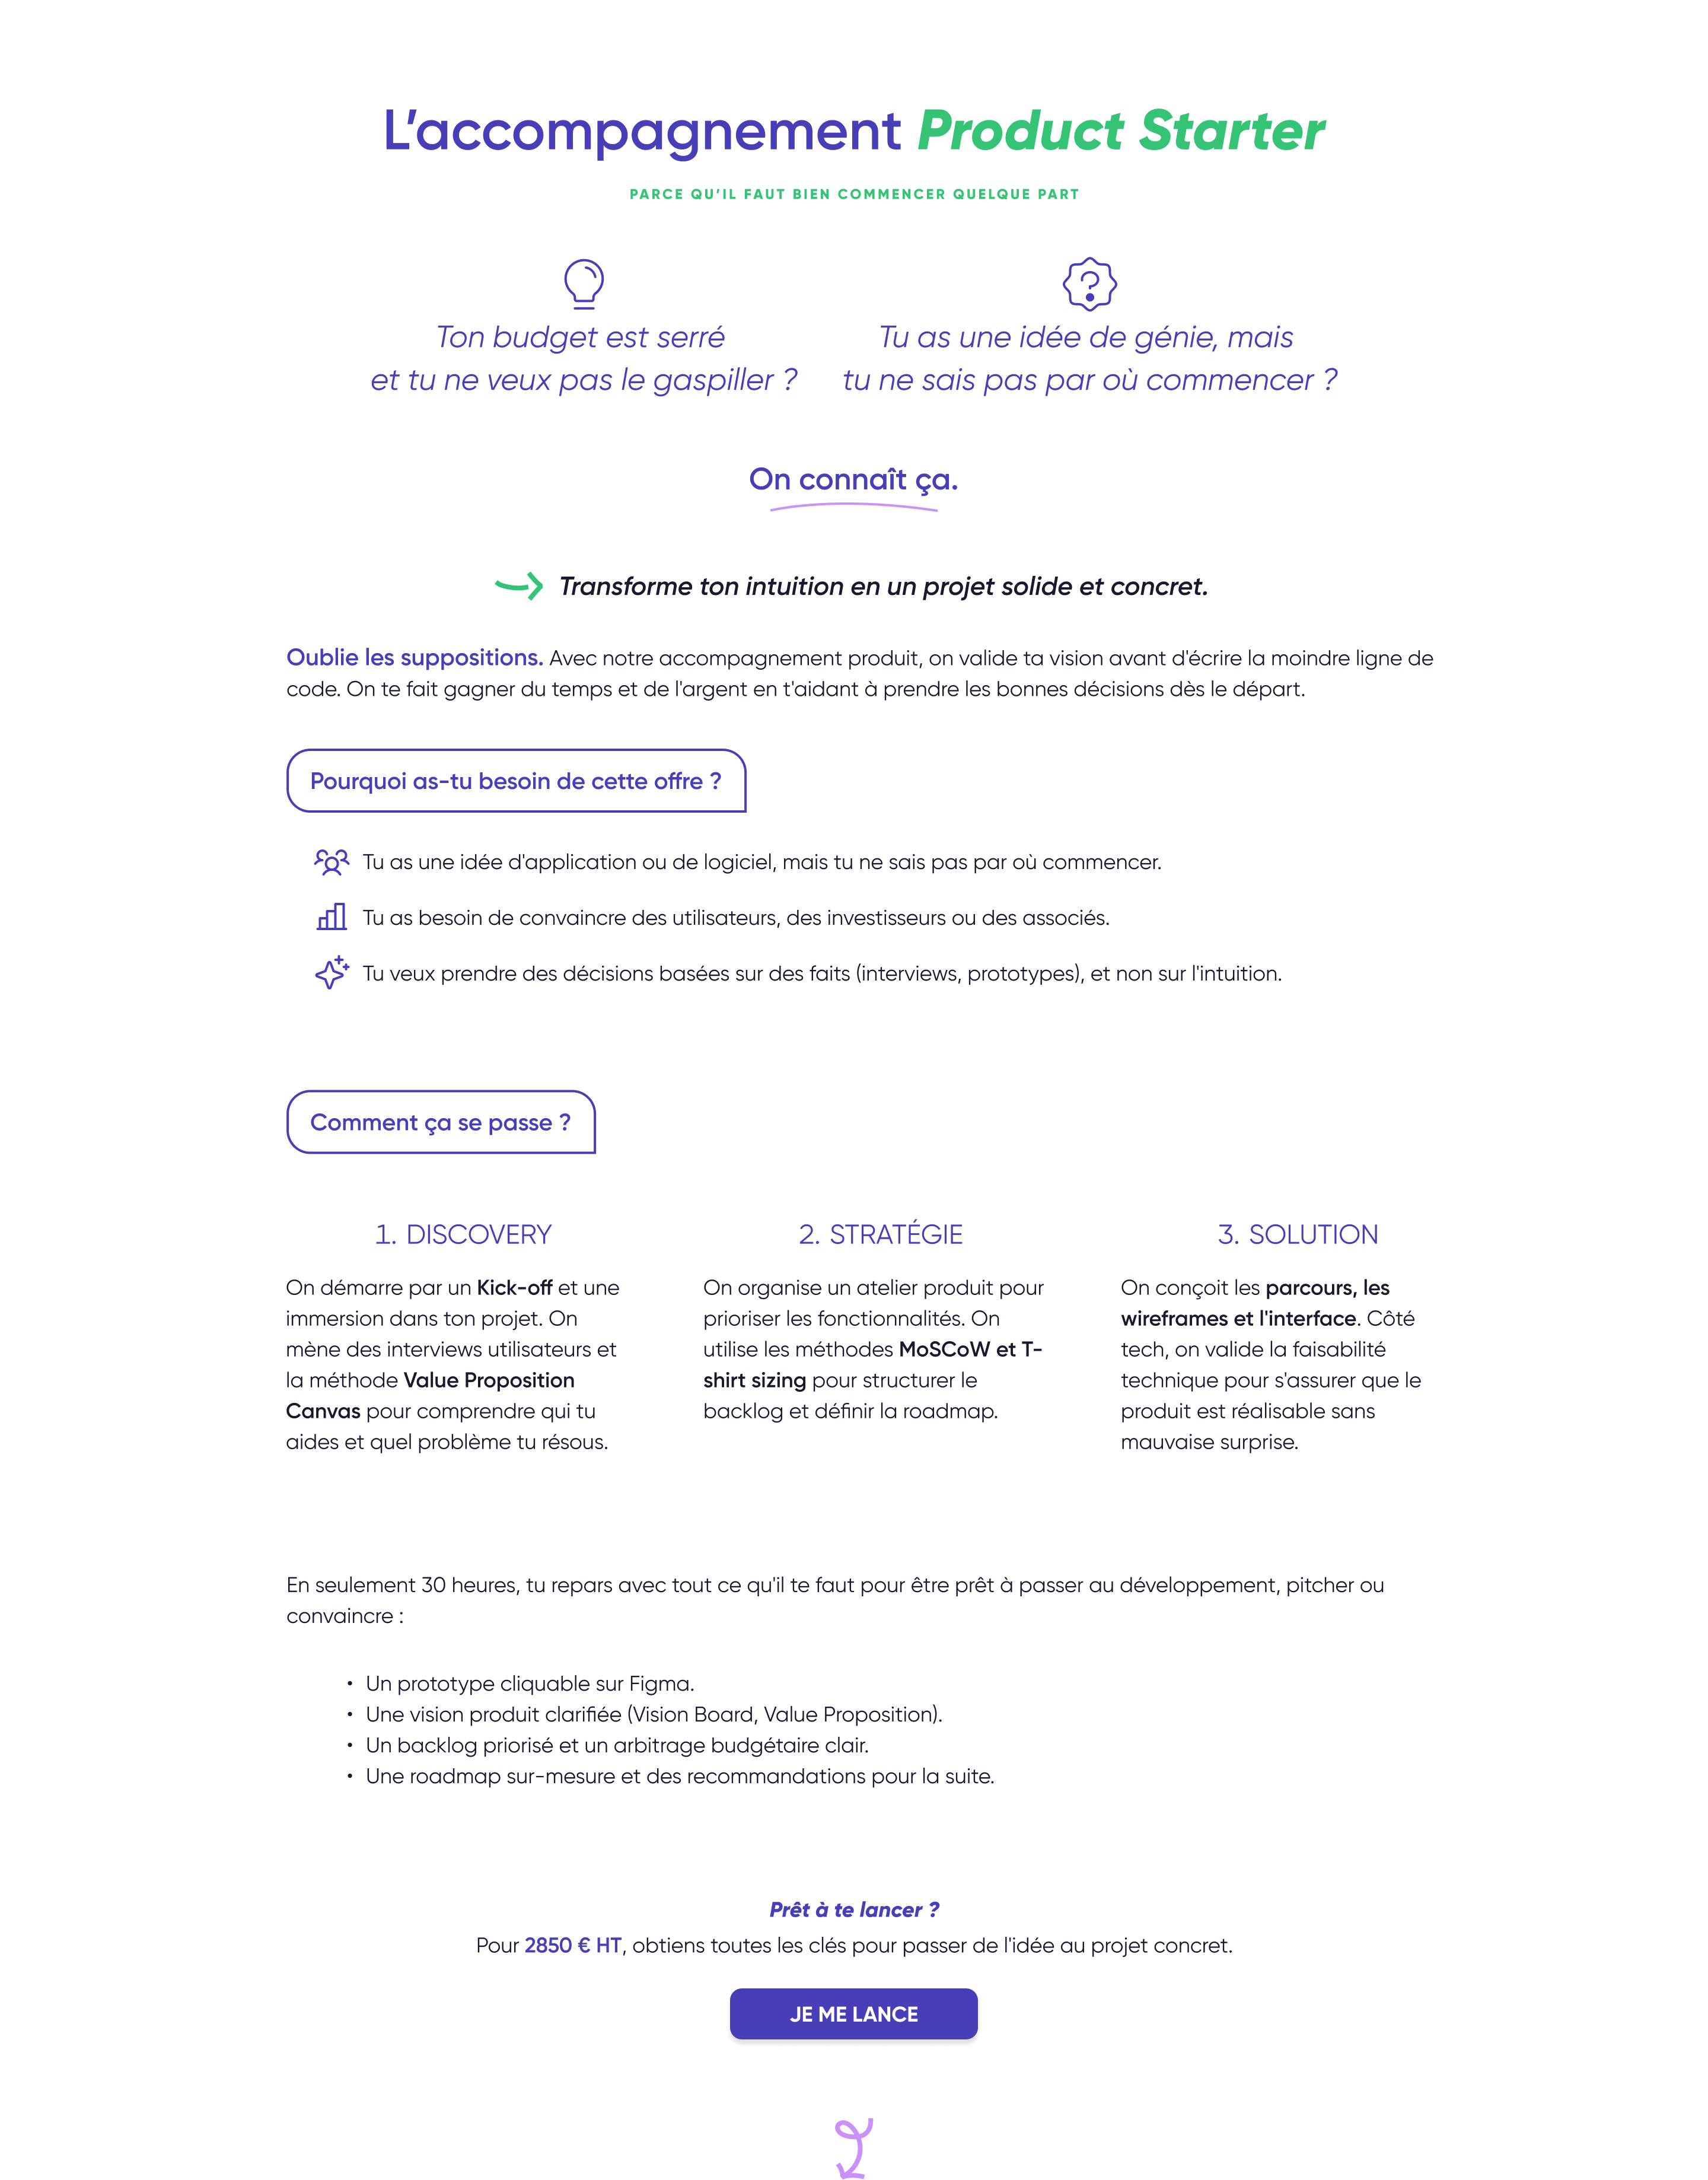 L’accompagnement Product Starter
PARCE QU’IL FAUT BIEN COMMENCER QUELQUE PART
Ton budget est serré
et tu ne veux pas le gaspiller ?
Tu as une idée de génie, mais
tu ne sais pas par où commencer ?
On connaît ça.
Transforme ton intuition en un projet solide et concret.
Oublie les suppositions. Avec notre accompagnement produit, on valide ta vision avant d'écrire la moindre ligne de
code. On te fait gagner du temps et de l'argent en t'aidant à prendre les bonnes décisions dès le départ.
Pourquoi as-tu besoin de cette offre ?
Tu as une idée d'application ou de logiciel, mais tu ne sais pas par où commencer.
Tu as besoin de convaincre des utilisateurs, des investisseurs ou des associés.
Tu veux prendre des décisions basées sur des faits (interviews, prototypes), et non sur l'intuition.
Comment ça se passe ?
1. DISCOVERY
On démarre par un Kick-off et une
immersion dans ton projet. On
mène des interviews utilisateurs et
la méthode Value Proposition
Canvas pour comprendre qui tu
aides et quel problème tu résous.
2. STRATÉGIE
On organise un atelier produit pour
prioriser les fonctionnalités. On
utilise les méthodes MoSCoW et T-
shirt sizing pour structurer le
backlog et définir la roadmap.
3. SOLUTION
On conçoit les parcours, les
wireframes et l'interface. Côté
tech, on valide la faisabilité
technique pour s'assurer que le
produit est réalisable sans
mauvaise surprise.
En seulement 30 heures, tu repars avec tout ce qu'il te faut pour être prêt à passer au développement, pitcher ou
convaincre :
• Un prototype cliquable sur Figma.
• Une vision produit clarifiée (Vision Board, Value Proposition).
• Un backlog priorisé et un arbitrage budgétaire clair.
• Une roadmap sur-mesure et des recommandations pour la suite.
Prêt à te lancer ?
Pour 2850 € HT, obtiens toutes les clés pour passer de l'idée au projet concret.
JE ME LANCE